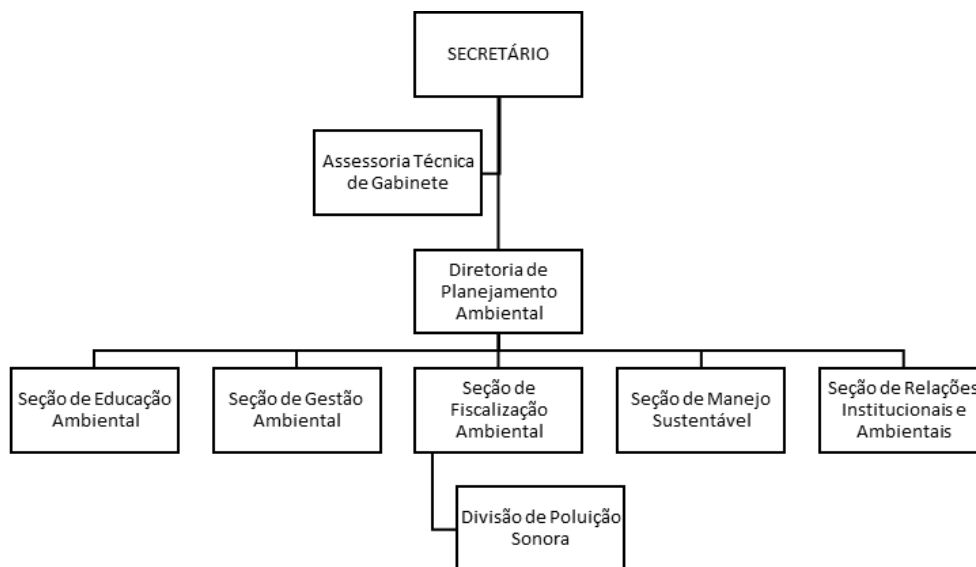 SECRETÁRIO
Assessoria Técnica
de Gabinete
Diretoria de
Planejamento
Ambiental
Seção de Educação
Ambiental
Seção de Gestão
Ambiental
Seção de
Fiscalização
Ambiental
Seção de Manejo
Sustentável
Seção de Relações
Institucionais e
Ambientais
Divisão de Poluição
Sonora